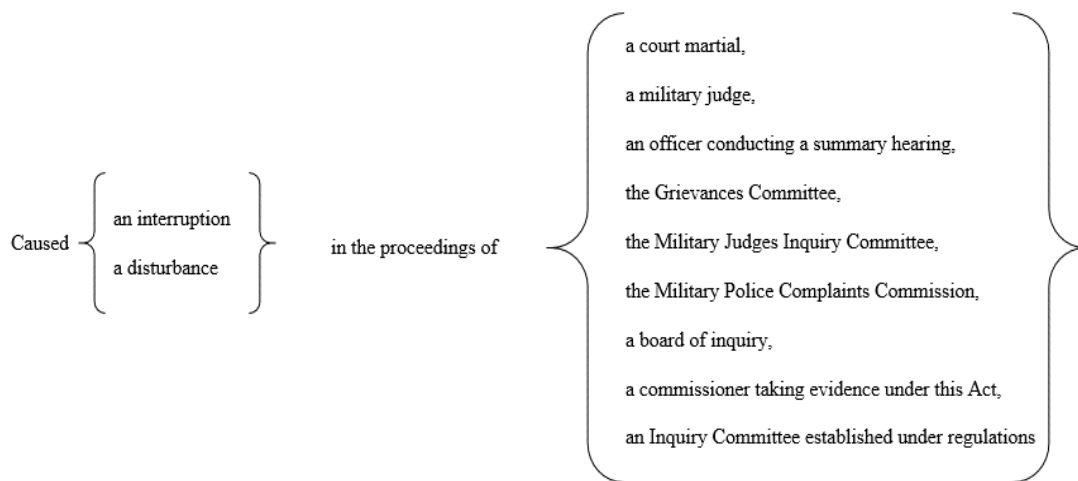 Caused
an interruption
a disturbance
in the proceedings of
a court martial,
a military judge,
an officer conducting a summary hearing,
the Grievances Committee,
the Military Judges Inquiry Committee,
the Military Police Complaints Commission,
a board of inquiry,
a commissioner taking evidence under this Act,
an Inquiry Committee established under regulations